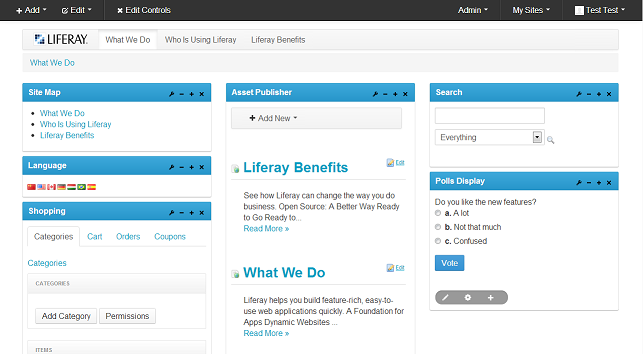 Add Edit Edit Controls Admin My Sites Test Test
LIFERAY. What We Do Who Is Using Liferay Liferay Benefits
What We Do
Site Map
What We Do
Who Is Using Liferay
Liferay Benefits
Language
Shopping
Categories Cart Orders Coupons
Categories
CATEGORIES
Add Category Permissions
ITEMS
Asset Publisher
Add New
Liferay Benefits Edit
See how Liferay can change the way you do
business. Open Source: A Better Way Ready
to Go Ready to...
Read More »
What We Do Edit
Liferay helps you build feature-rich, easy-to-
use web applications quickly. A Foundation for
Apps Dynamic Websites ...
Read More »
Search
Everything
Polls Display
Do you like the new features?
a. A lot
b. Not that much
c. Confused
Vote